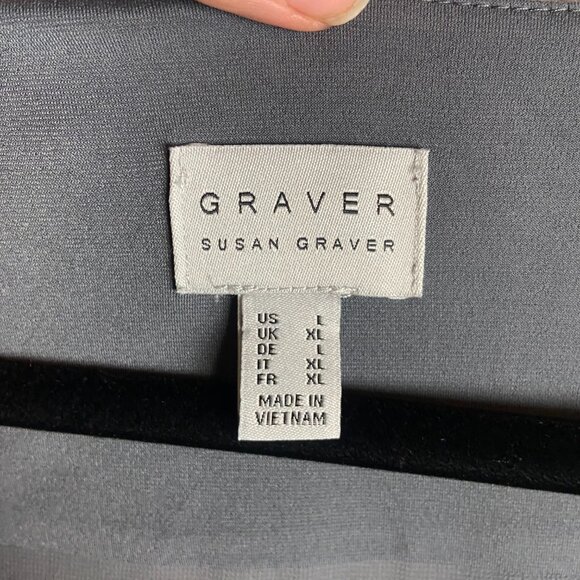 GRAVER
SUSAN GRAVER
US L
UK XL
DE L
IT XL
FR XL
MADE IN
VIETNAM